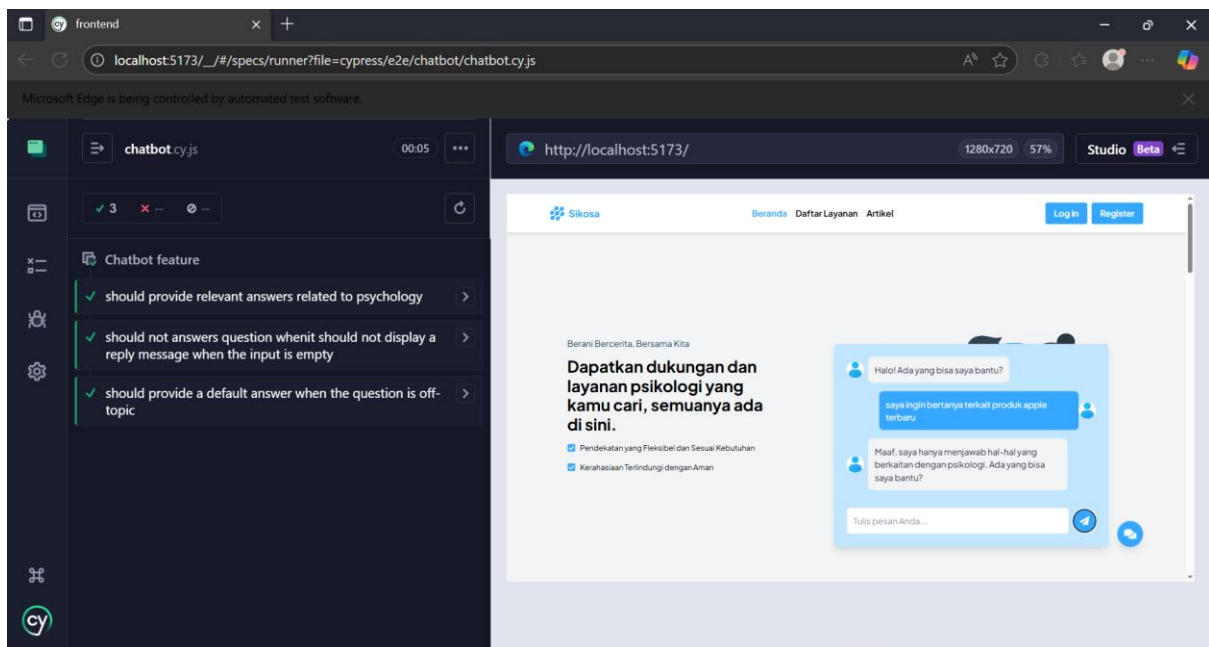 frontend
localhost:5173/__/#/specs/runner?file=cypress/e2e/chatbot/chatbot.cy.js
Microsoft Edge is being controlled by automated test software.
chatbot.cy.js
00:05
http://localhost:5173/
1280x720 57%
Studio Beta
3 -- --
Chatbot feature
should provide relevant answers related to psychology
should not answers question whenit should not display a
reply message when the input is empty
should provide a default answer when the question is off-
topic
cy
Sikosa
Beranda Daftar Layanan Artikel
Log in Register
Berani Bercerita, Bersama Kita
Dapatkan dukungan dan
layanan psikologi yang
kamu cari, semuanya ada
di sini.
Pendekatan yang Fleksibel dan Sesuai Kebutuhan
Kerahasiaan Terlindungi dengan Aman
Halo! Ada yang bisa saya bantu?
saya ingin bertanya terkait produk apple
terbaru
Maaf, saya hanya menjawab hal-hal yang
berkaitan dengan psikologi. Ada yang bisa
saya bantu?
Tulis pesan Anda...